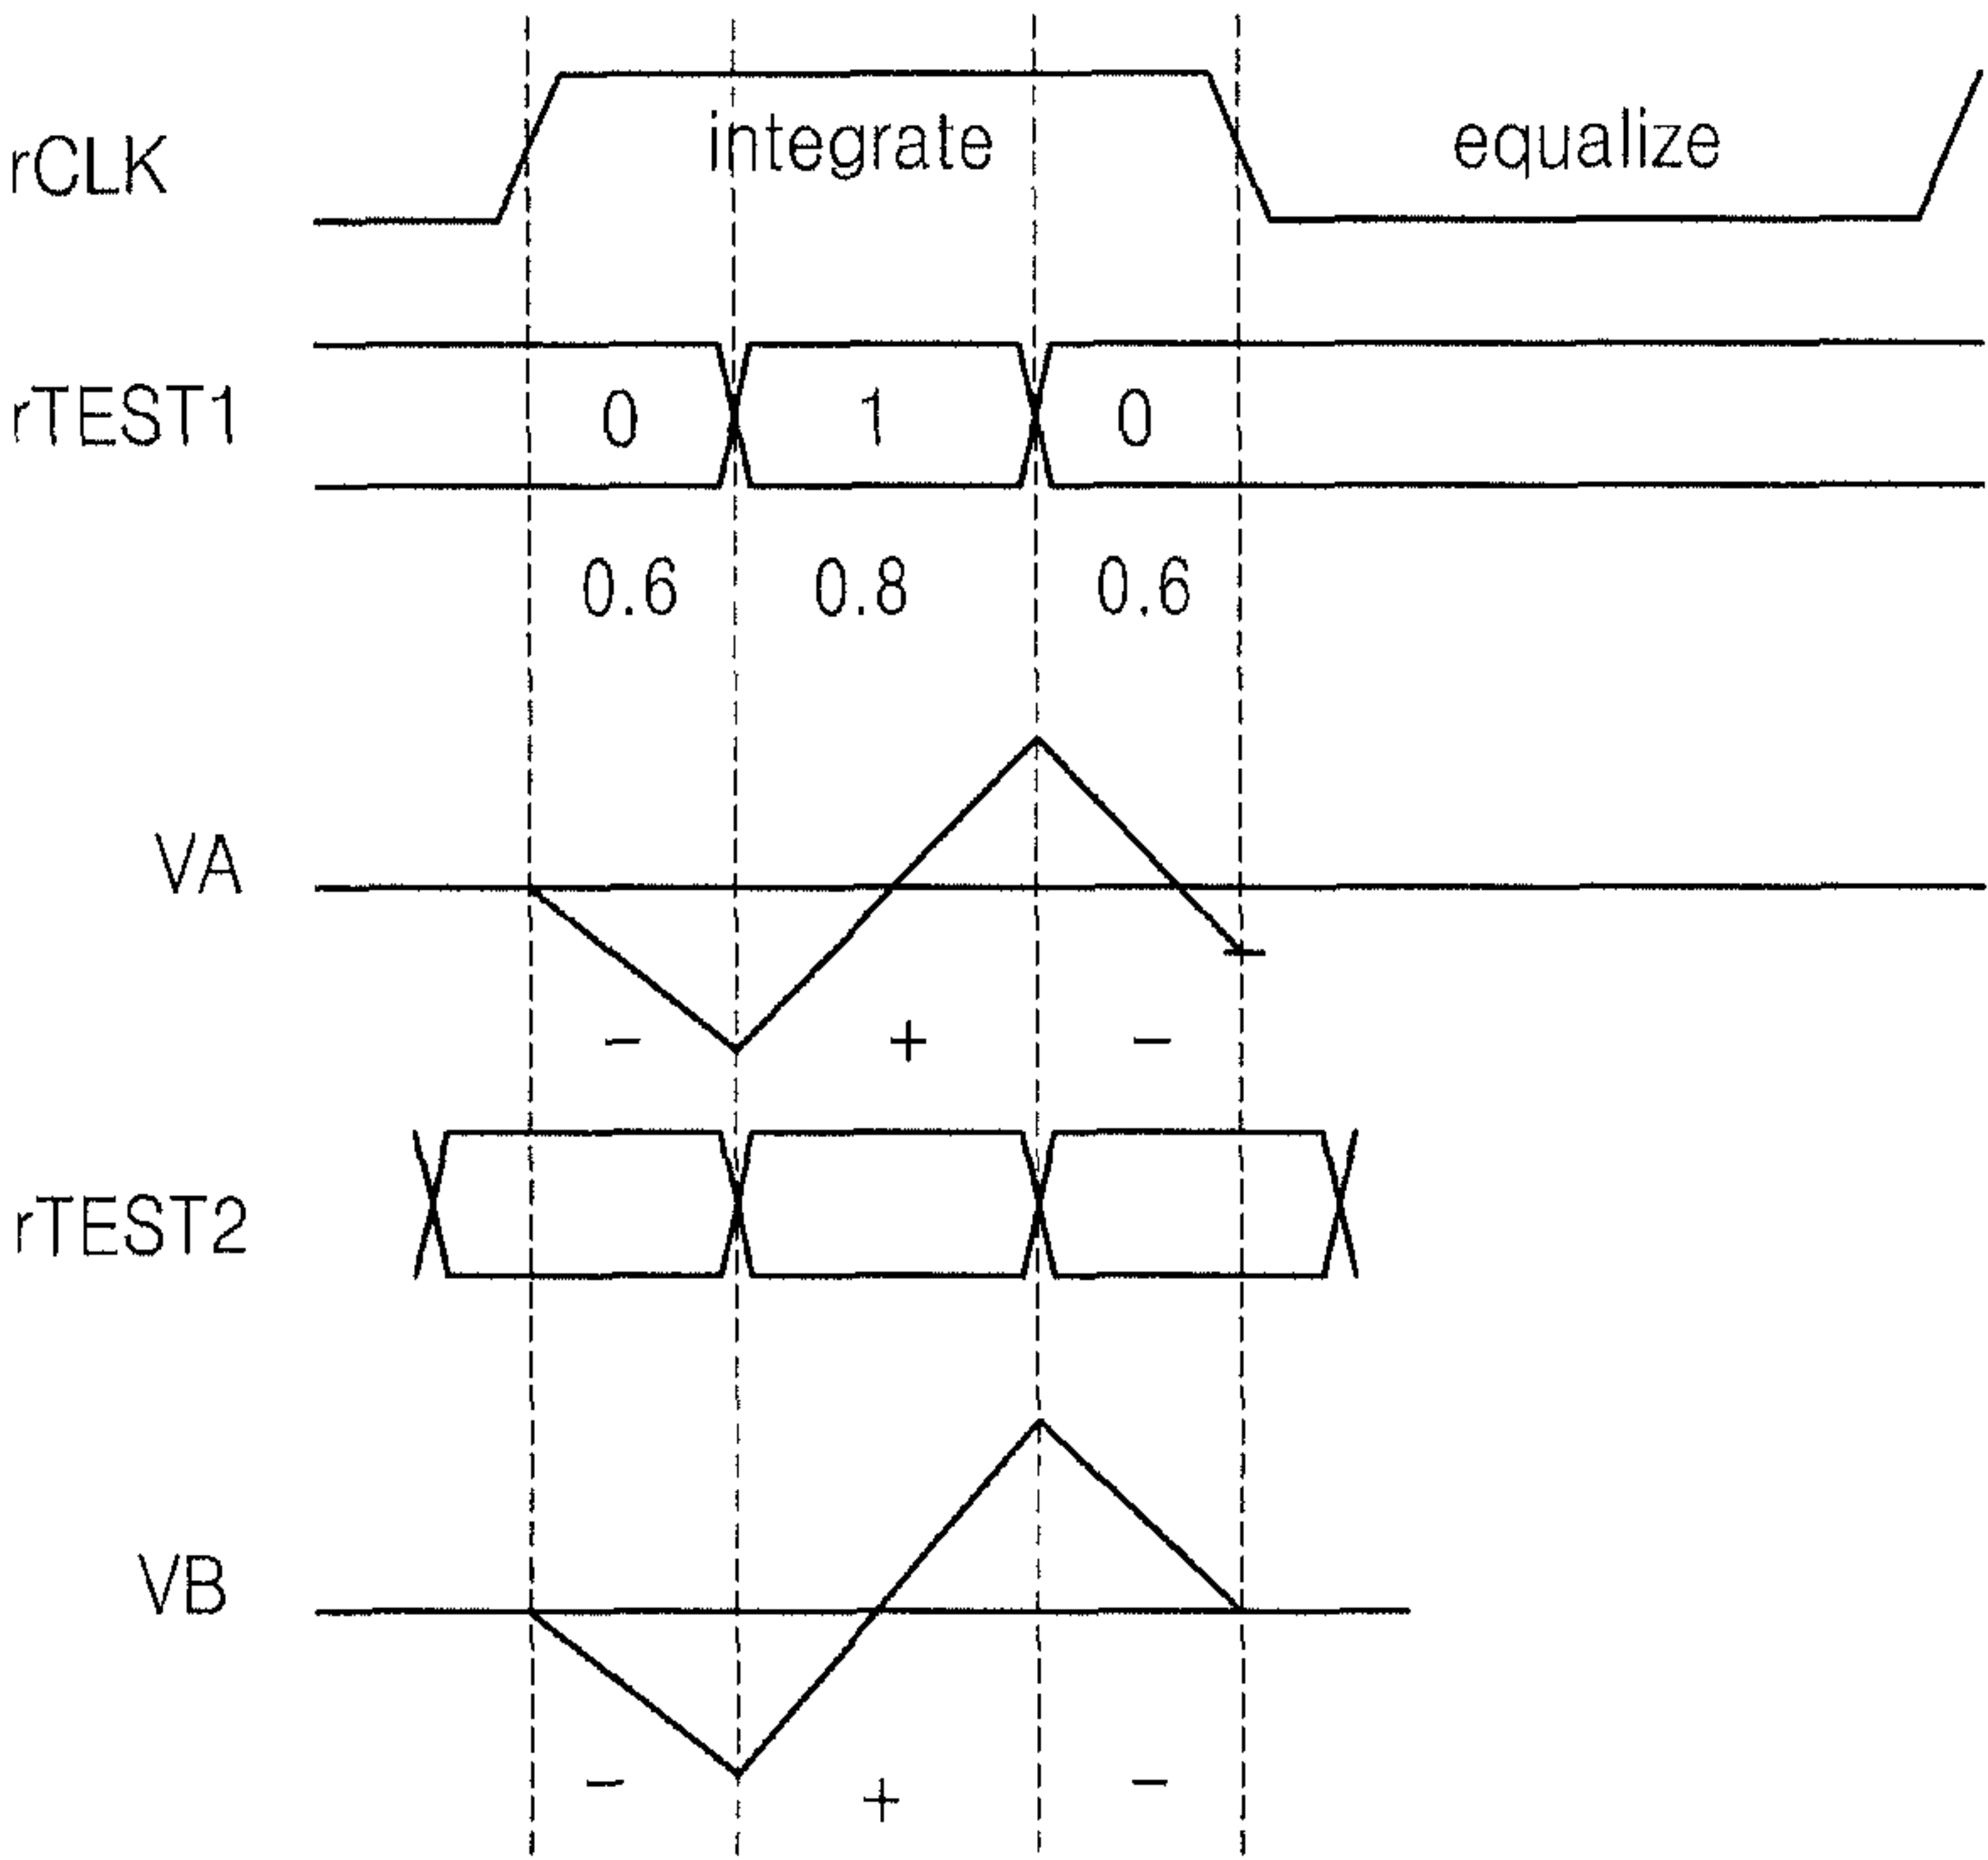 rCLK integrate equalize
rTEST1 0 1 0
0.6 0.8 0.6
VA
- + -
rTEST2
VB
- + -